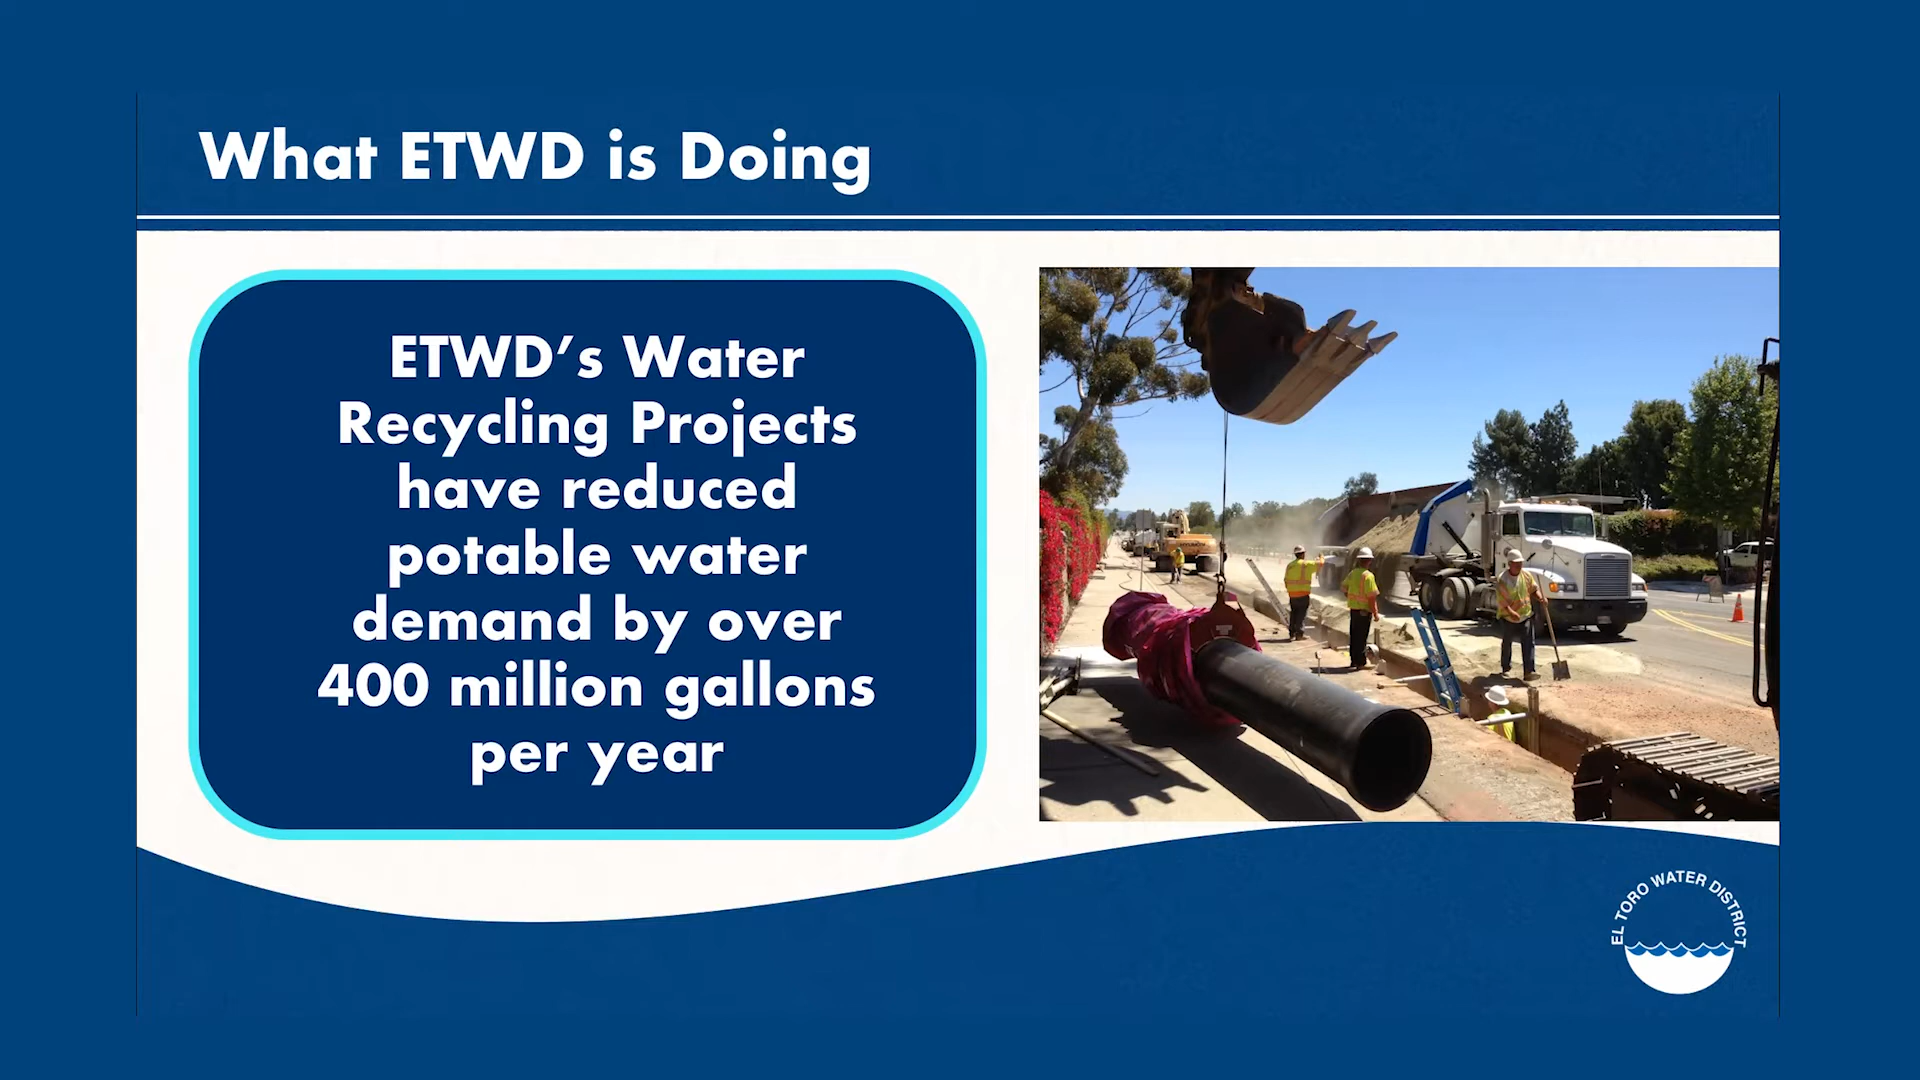 What ETWD is Doing
ETWD’s Water
Recycling Projects
have reduced
potable water
demand by over
400 million gallons
per year
EL TORO WATER DISTRICT